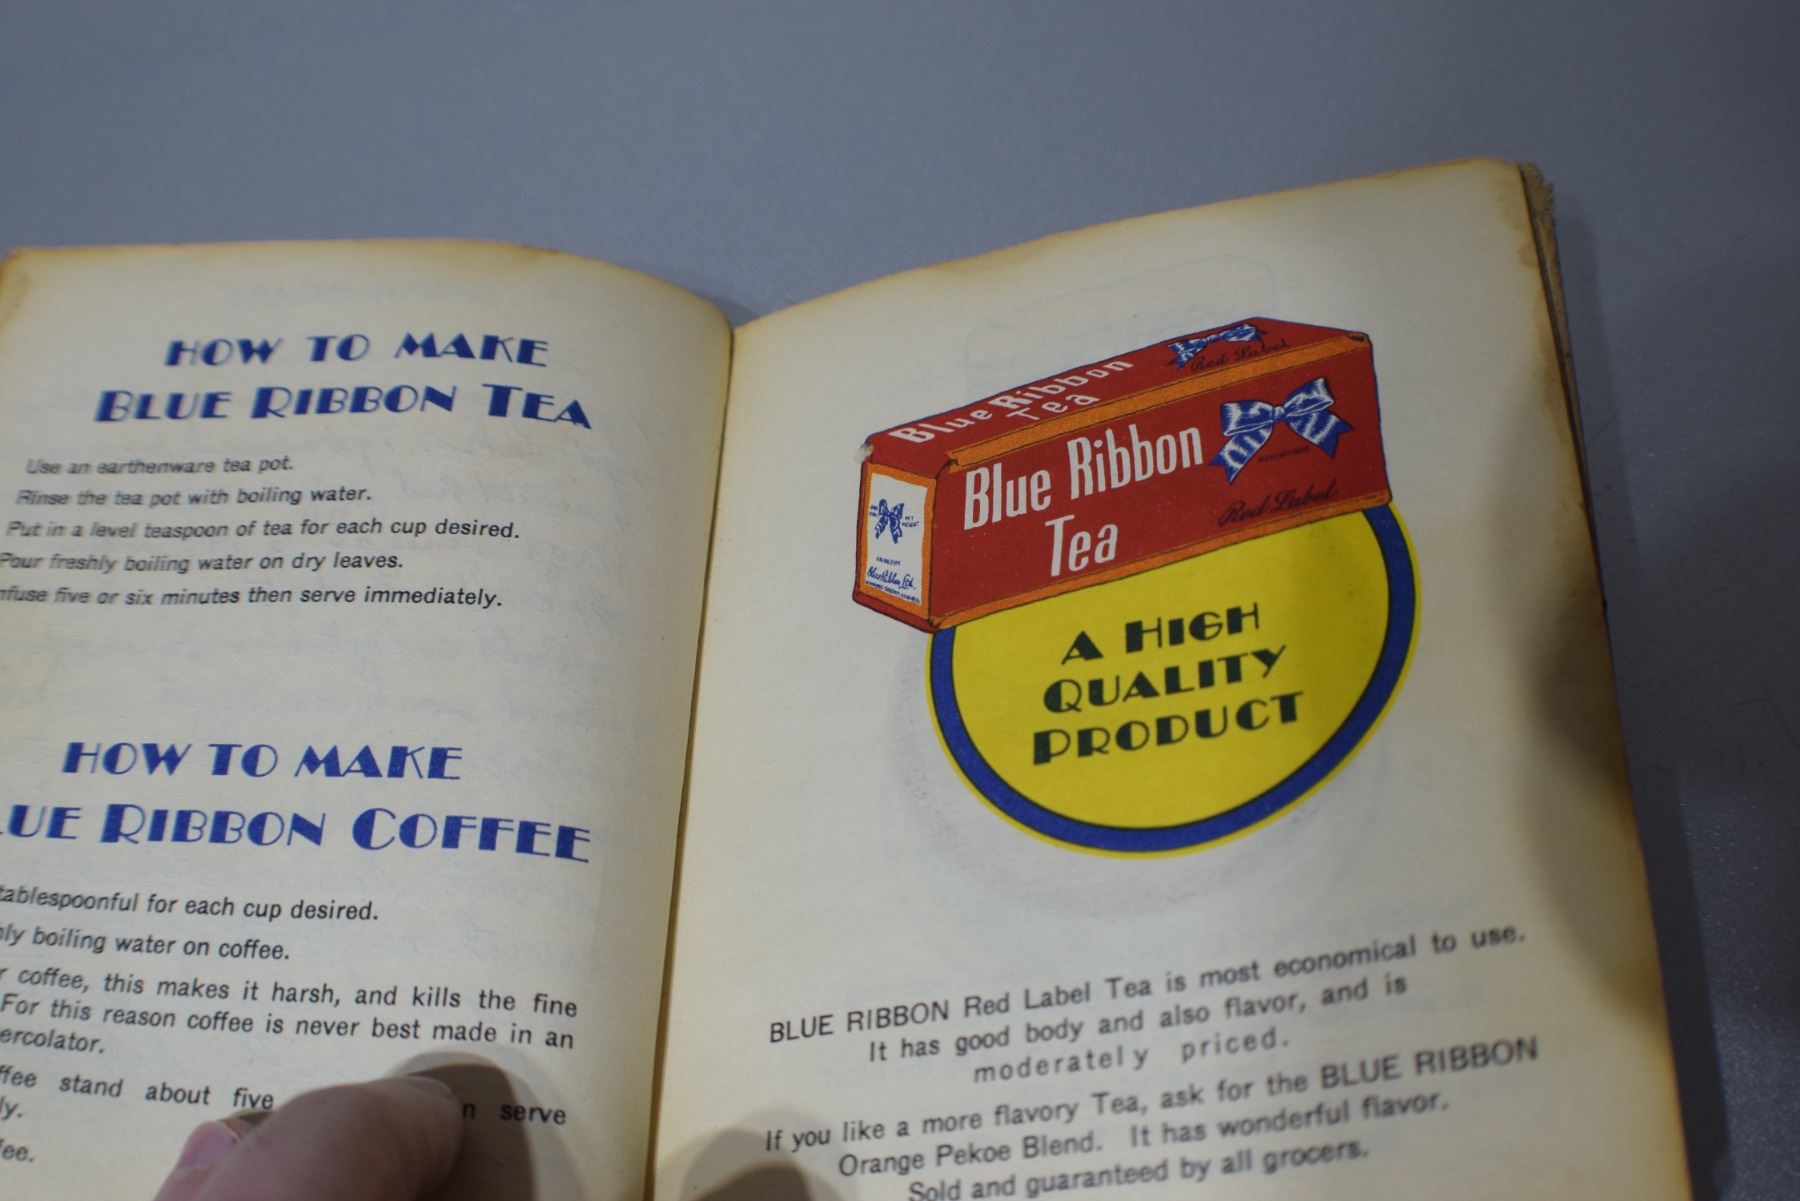 HOW TO MAKE
BLUE RIBBON TEA
Use an earthenware tea pot.
Rinse the tea pot with boiling water.
Put in a level teaspoon of tea for each cup desired.
Pour freshly boiling water on dry leaves.
nfuse five or six minutes then serve immediately.
HOW TO MAKE
LUE RIBBON COFFEE
tablespoonful for each cup desired.
hly boiling water on coffee.
r coffee, this makes it harsh, and kills the fine
For this reason coffee is never best made in an
ercolator.
ffee stand about five n serve
ly.
fee.
Blue Ribbon
Tea
Red Label
Blue Ribbon
Tea
Red Label
NET
WEIGHT
Blue Ribbon Ltd.
A HIGH
QUALITY
PRODUCT
BLUE RIBBON Red Label Tea is most economical to use.
It has good body and also flavor, and is
moderately priced.
If you like a more flavory Tea, ask for the BLUE RIBBON
Orange Pekoe Blend. It has wonderful flavor.
Sold and guaranteed by all grocers.